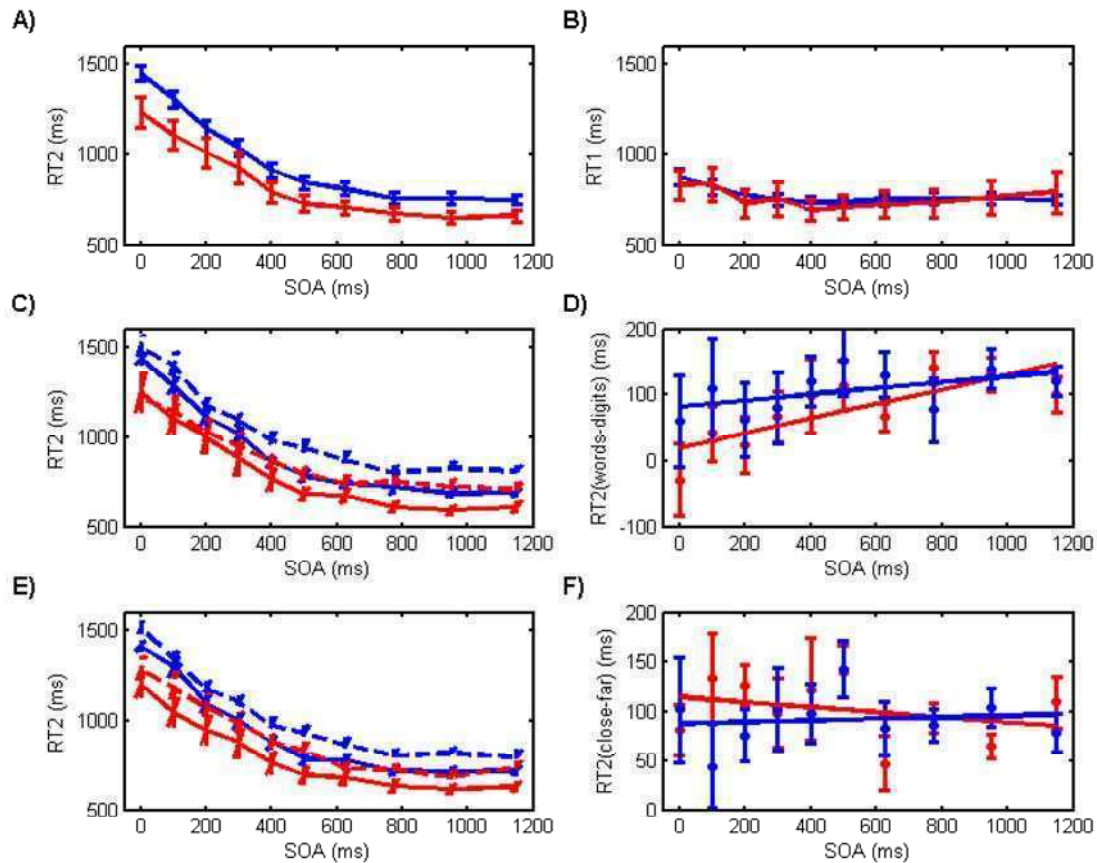 A)
1500
1000
500
RT2 (ms)
0 200 400 600 800 1000 1200
SOA (ms)
B)
1500
1000
500
RT1 (ms)
0 200 400 600 800 1000 1200
SOA (ms)
C)
1500
1000
500
RT2 (ms)
0 200 400 600 800 1000 1200
SOA (ms)
D)
200
100
0
-100
RT2(words-digits) (ms)
0 200 400 600 800 1000 1200
SOA (ms)
E)
1500
1000
500
RT2 (ms)
0 200 400 600 800 1000 1200
SOA (ms)
F)
200
150
100
50
0
RT2(close-far) (ms)
0 200 400 600 800 1000 1200
SOA (ms)